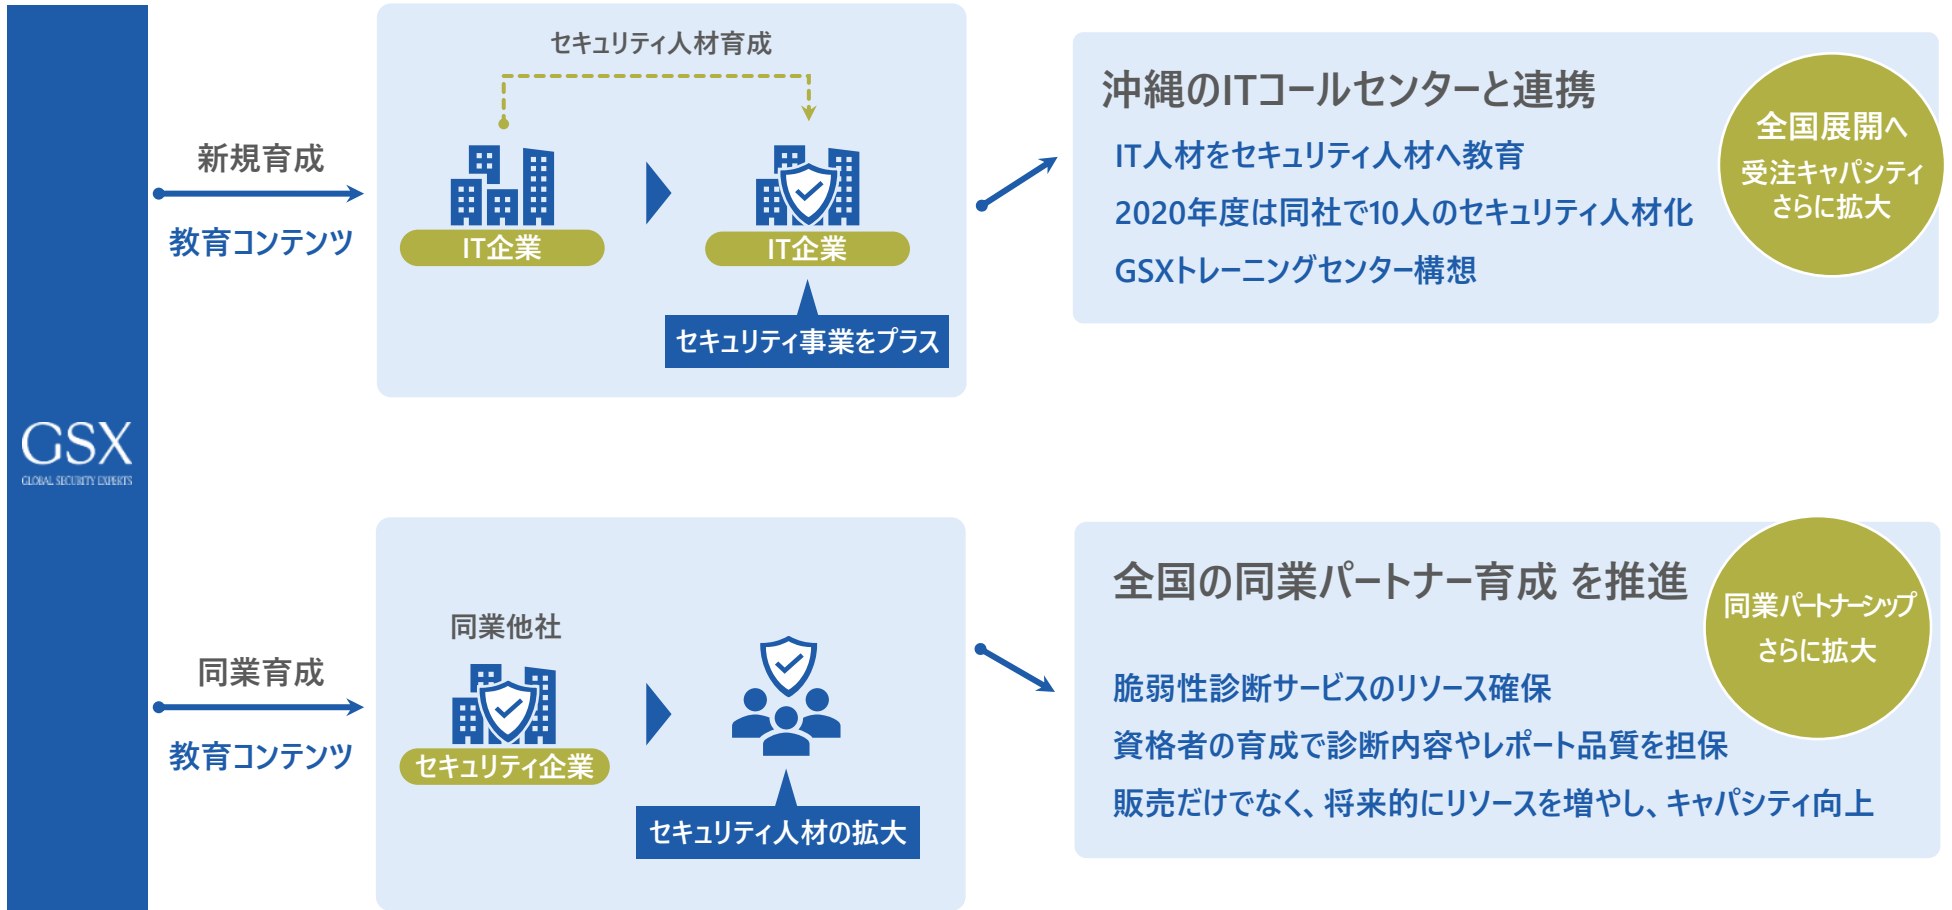 GSX
GLOBAL SECURITY EXPERTS
新規育成
教育コンテンツ
セキュリティ人材育成
IT企業
IT企業
セキュリティ事業をプラス
沖縄のITコールセンターと連携
IT人材をセキュリティ人材へ教育
2020年度は同社で10人のセキュリティ人材化
GSXトレーニングセンター構想
全国展開へ
受注キャパシティ
さらに拡大
同業育成
教育コンテンツ
同業他社
セキュリティ企業
セキュリティ人材の拡大
全国の同業パートナー育成 を推進
脆弱性診断サービスのリソース確保
資格者の育成で診断内容やレポート品質を担保
販売だけでなく、将来的にリソースを増やし、キャパシティ向上
同業パートナーシップ
さらに拡大